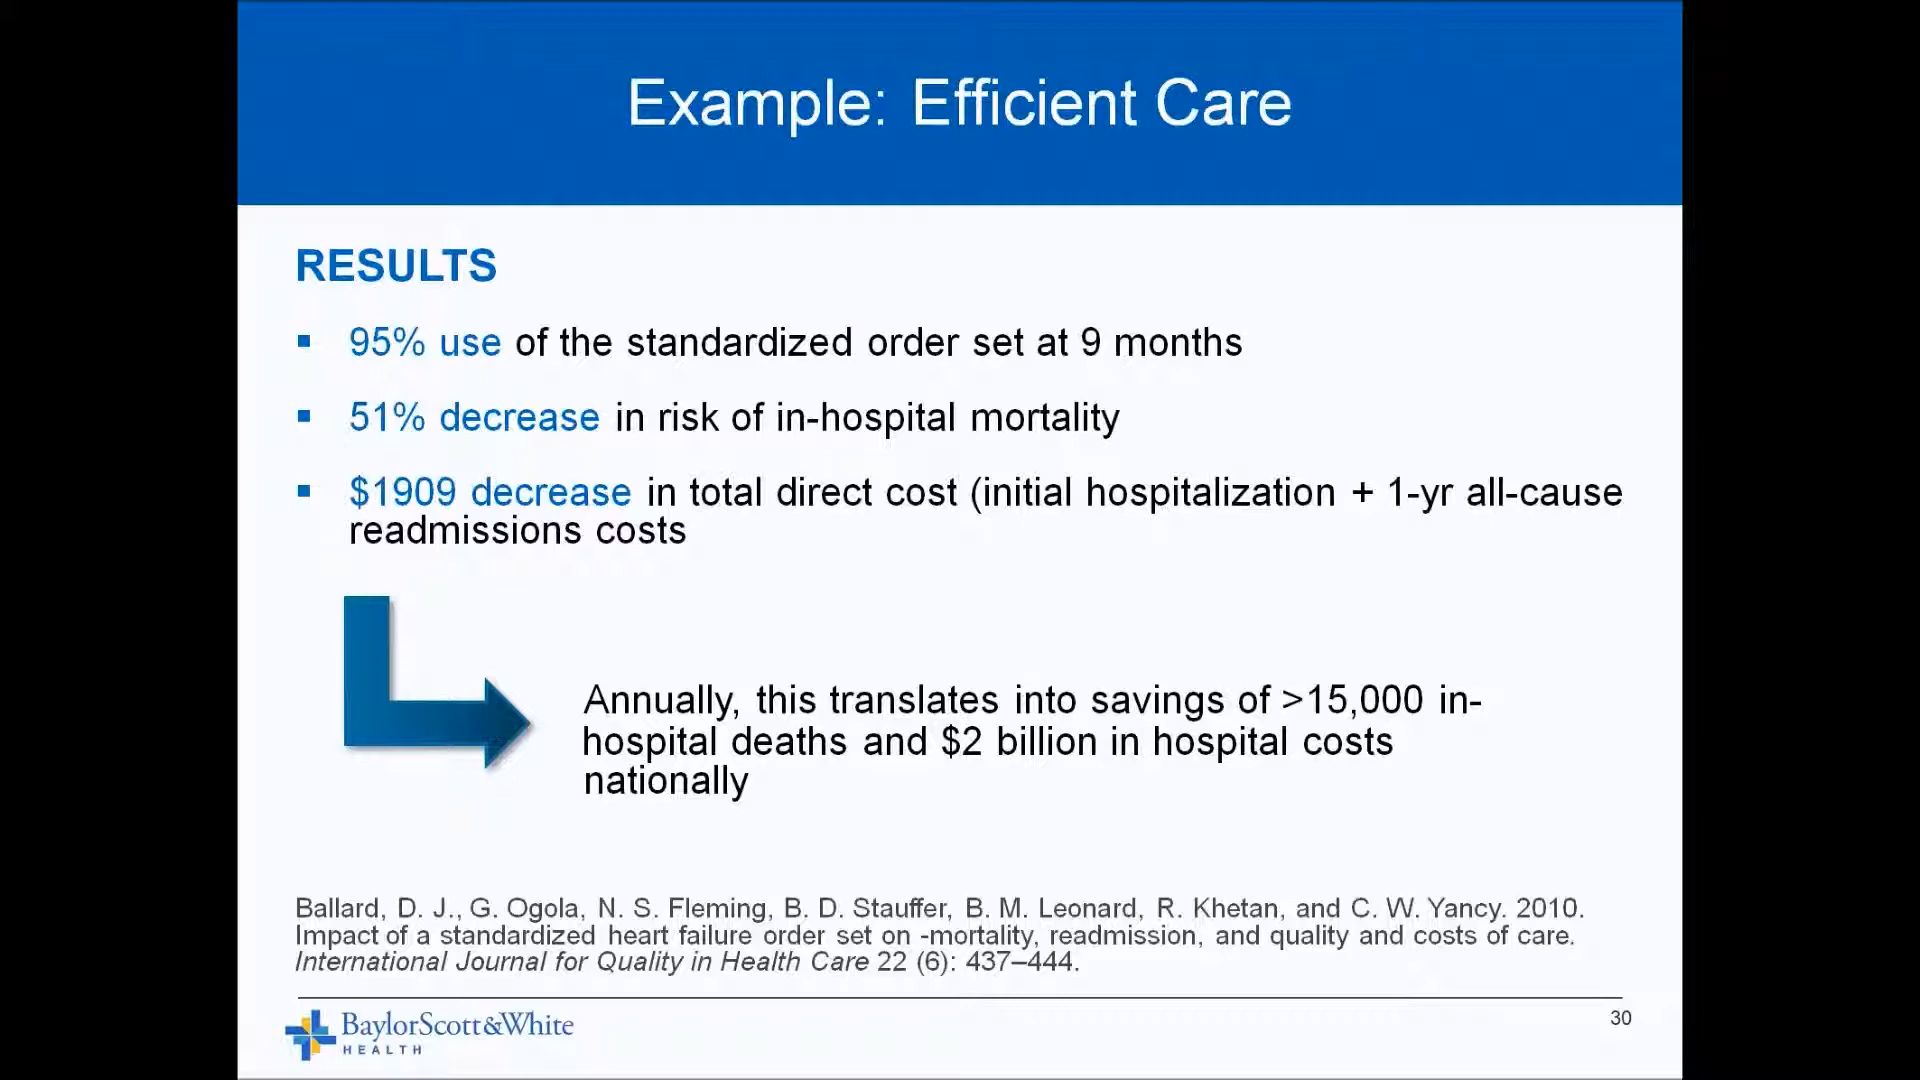 Example: Efficient Care
RESULTS
▪ 95% use of the standardized order set at 9 months
▪ 51% decrease in risk of in-hospital mortality
▪ $1909 decrease in total direct cost (initial hospitalization + 1-yr all-cause
readmissions costs
Annually, this translates into savings of >15,000 in-
hospital deaths and $2 billion in hospital costs
nationally
Ballard, D. J., G. Ogola, N. S. Fleming, B. D. Stauffer, B. M. Leonard, R. Khetan, and C. W. Yancy. 2010.
Impact of a standardized heart failure order set on -mortality, readmission, and quality and costs of care.
International Journal for Quality in Health Care 22 (6): 437–444.
BaylorScott&White
HEALTH
30